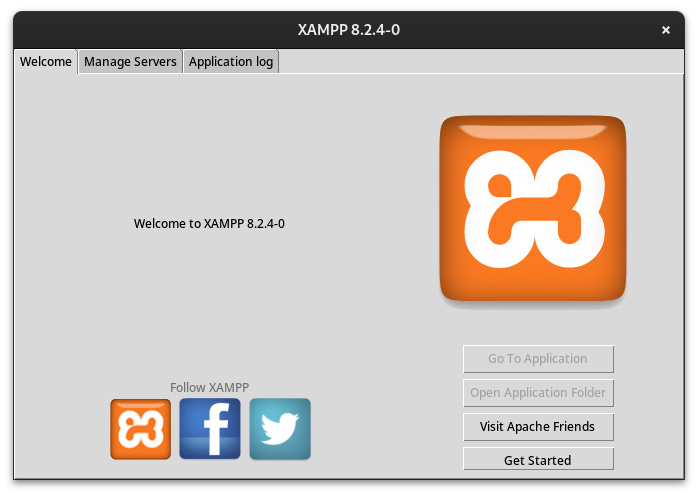 XAMPP 8.2.4-0
Welcome Manage Servers Application log
Welcome to XAMPP 8.2.4-0
Go To Application
Open Application Folder
Visit Apache Friends
Get Started
Follow XAMPP